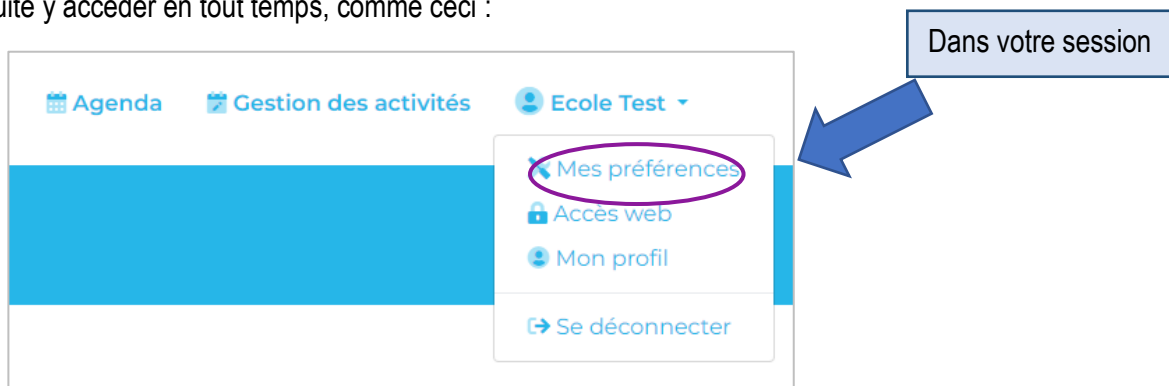 y accéder en tout temps, comme ceci :
Dans votre session
Agenda Gestion des activités Ecole Test
Mes préférences
Accès web
Mon profil
Se déconnecter